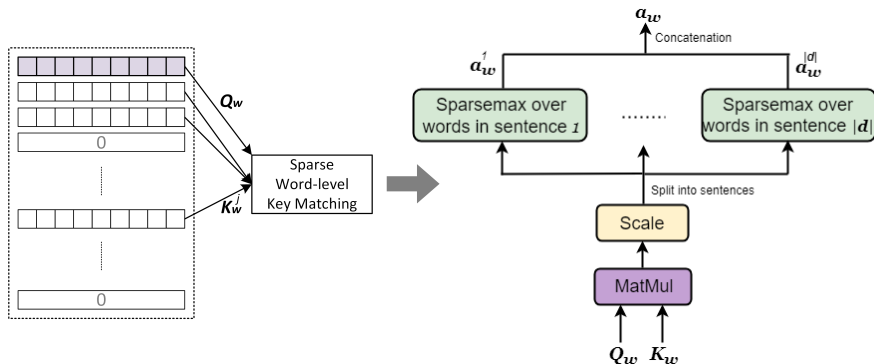 Q_w
0
K_w^j
0
Sparse
Word-level
Key Matching
a_w
Concatenation
a_w^1
a_w^{|d|}
Sparsemax over
words in sentence 1
........
Sparsemax over
words in sentence |d|
Split into sentences
Scale
MatMul
Q_w K_w